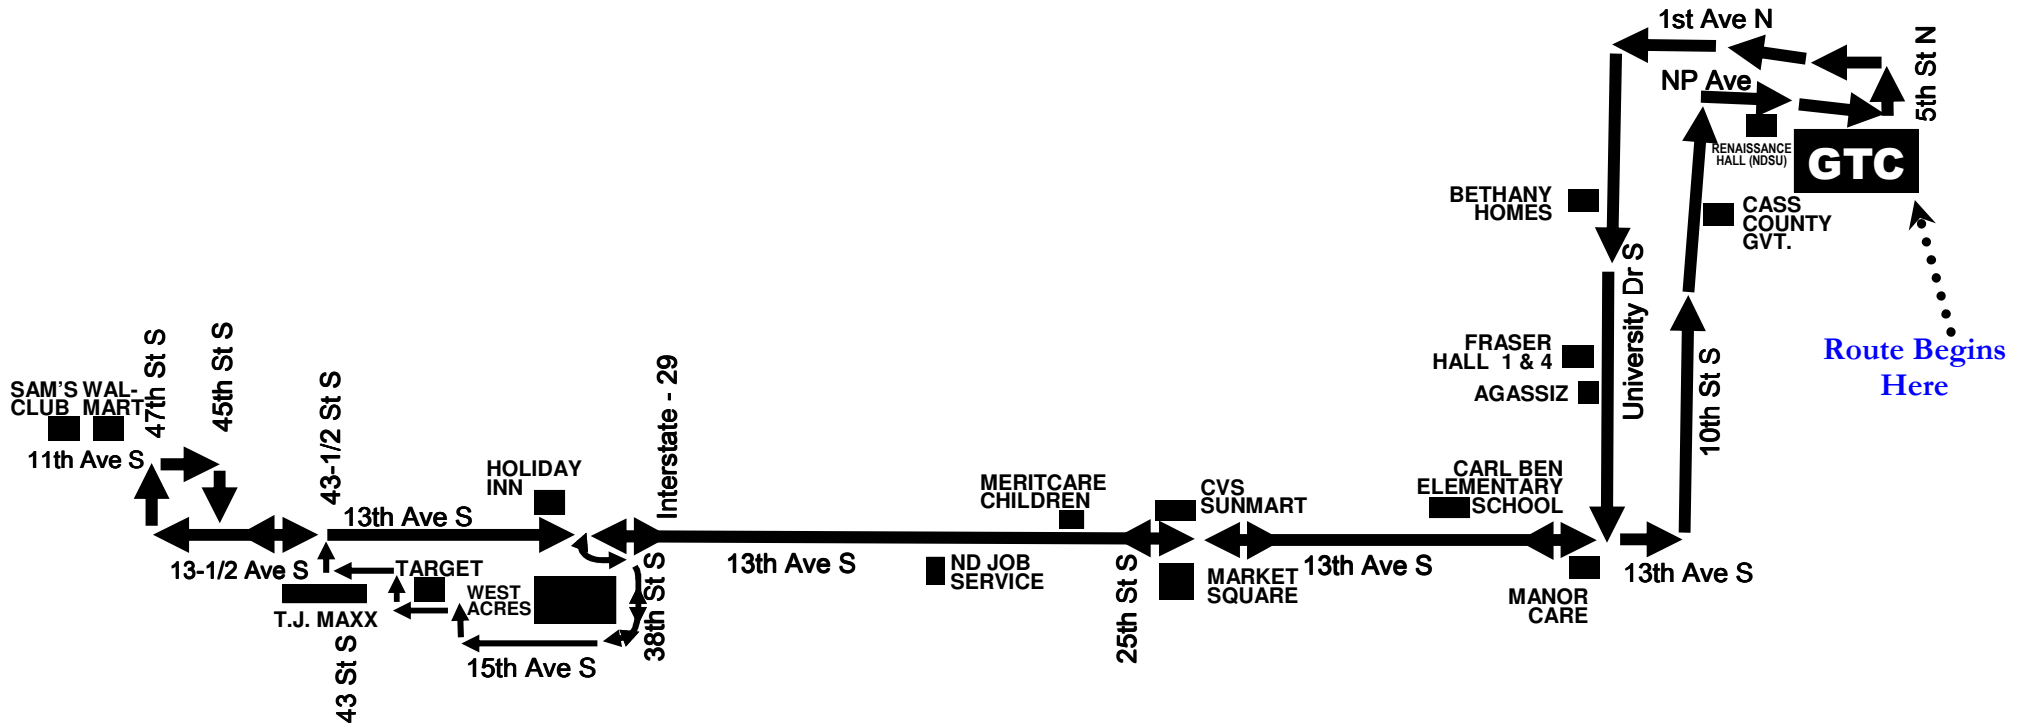 1st Ave N
5th St N
NP Ave
RENAISSANCE
HALL (NDSU)
GTC
BETHANY
HOMES
CASS
COUNTY
GVT.
University Dr S
Route Begins
Here
FRASER
HALL 1 & 4
AGASSIZ
10th St S
47th St S
45th St S
43-1/2 St S
Interstate - 29
SAM'S
CLUB
WAL-
MART
11th Ave S
HOLIDAY
INN
13th Ave S
MERITCARE
CHILDREN
CVS
SUNMART
CARL BEN
ELEMENTARY
SCHOOL
13-1/2 Ave S
TARGET
T.J. MAXX
43 St S
WEST
ACRES
15th Ave S
38th St S
13th Ave S
ND JOB
SERVICE
25th St S
MARKET
SQUARE
13th Ave S
MANOR
CARE
13th Ave S